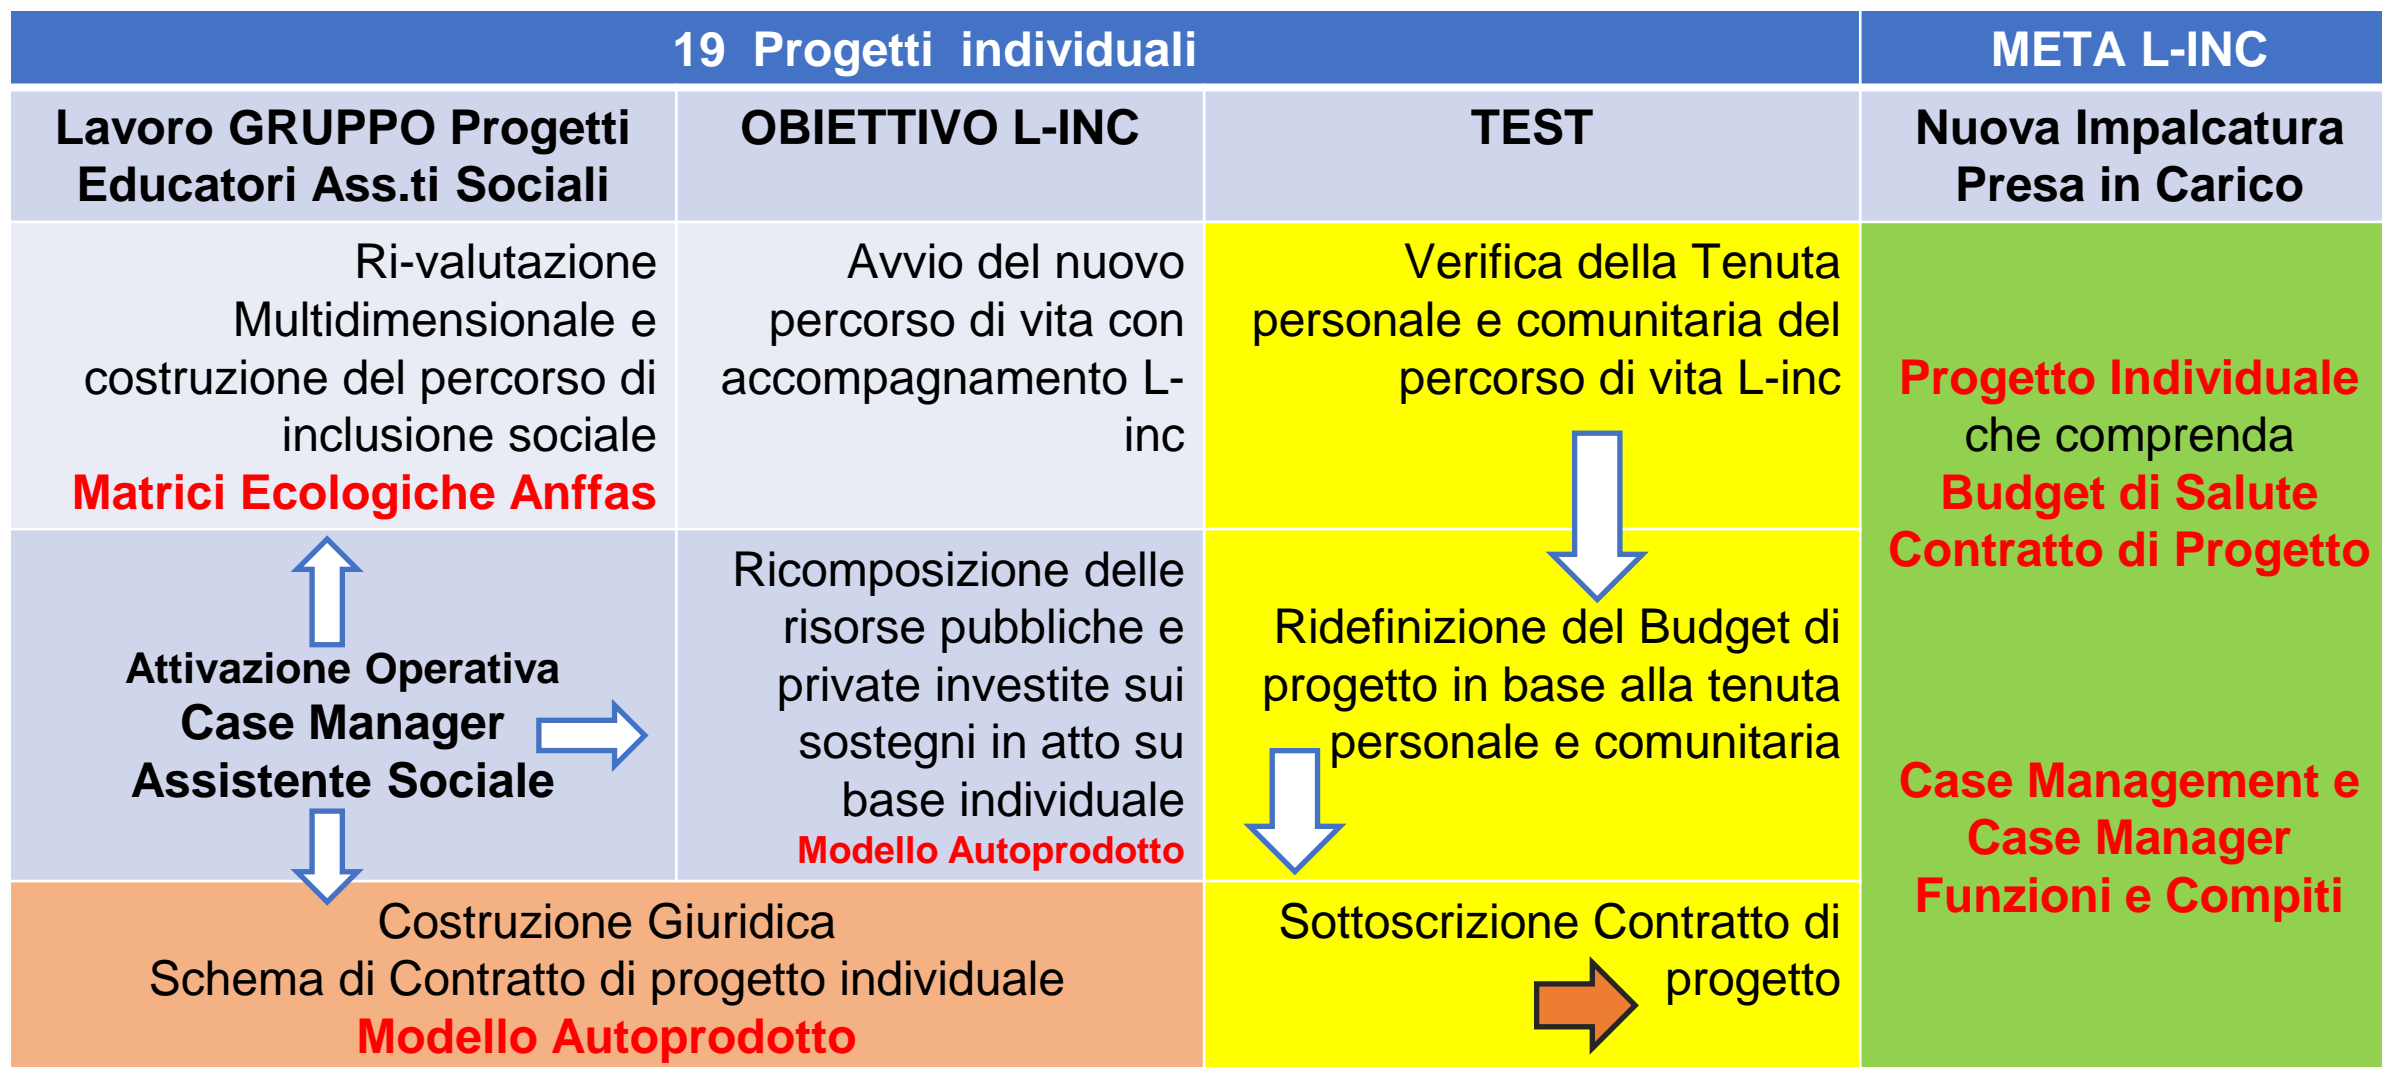 19 Progetti individuali
META L-INC
Lavoro GRUPPO Progetti
Educatori Ass.ti Sociali
OBIETTIVO L-INC
TEST
Nuova Impalcatura
Presa in Carico
Ri-valutazione
Multidimensionale e
costruzione del percorso di
inclusione sociale
Matrici Ecologiche Anffas
Avvio del nuovo
percorso di vita con
accompagnamento L-
inc
Verifica della Tenuta
personale e comunitaria del
percorso di vita L-inc
Progetto Individuale
che comprenda
Budget di Salute
Contratto di Progetto
Case Management e
Case Manager
Funzioni e Compiti
Attivazione Operativa
Case Manager
Assistente Sociale
Ricomposizione delle
risorse pubbliche e
private investite sui
sostegni in atto su
base individuale
Modello Autoprodotto
Ridefinizione del Budget di
progetto in base alla tenuta
personale e comunitaria
Costruzione Giuridica
Schema di Contratto di progetto individuale
Modello Autoprodotto
Sottoscrizione Contratto di
progetto